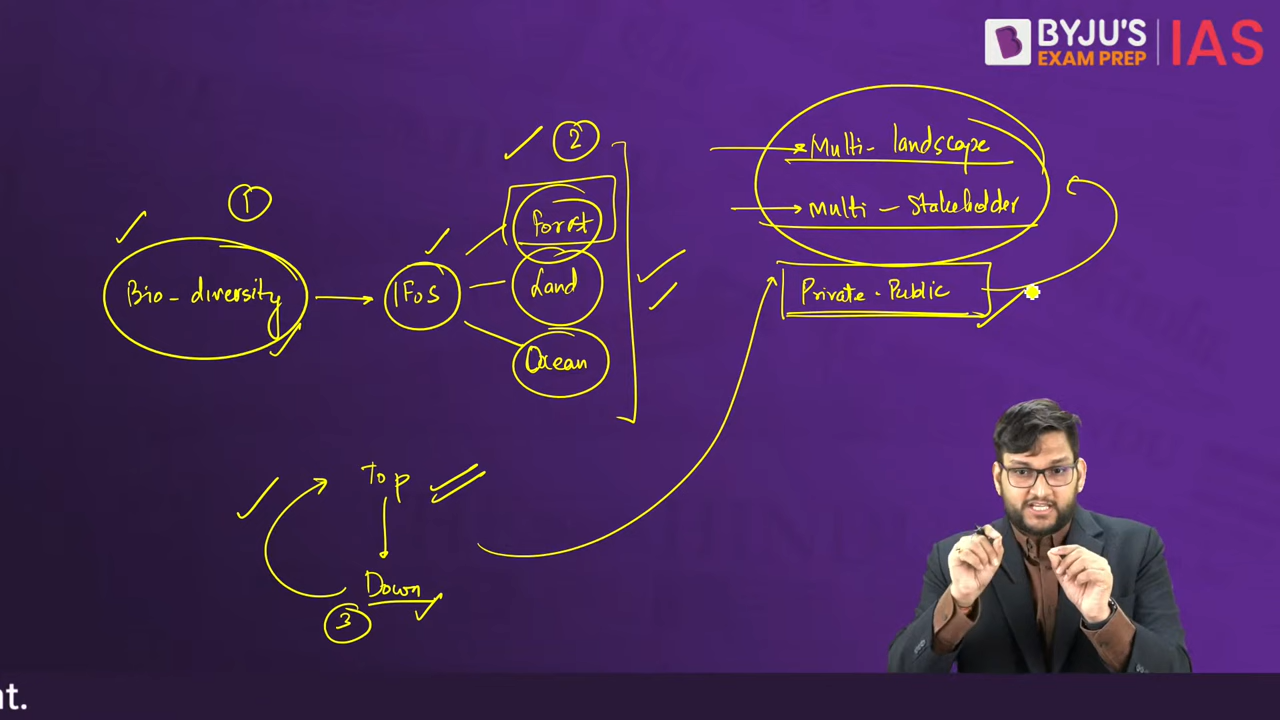 BYJU'S
EXAM PREP
IAS
1
Bio-diversity
IFoS
2
Forst
Land
Ocean
Multi- landscape
Multi - Stakeholder
Private-Public
Top
Down
3
nt.